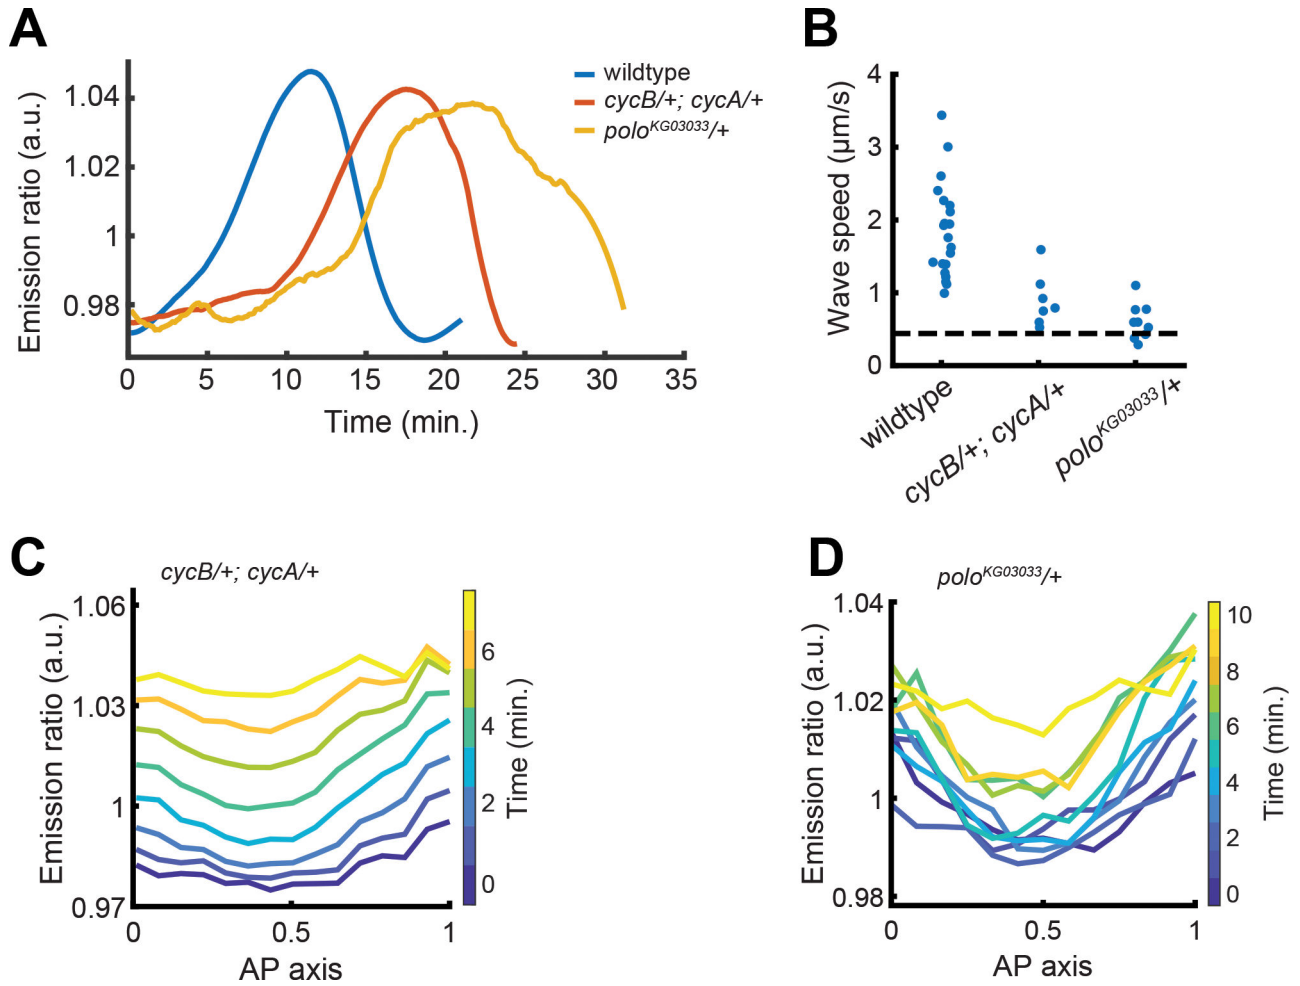 A
Emission ratio (a.u.)
1.04
1.02
1
0.98
0 5 10 15 20 25 30 35
Time (min.)
wildtype
cycB/+; cycA/+
polo^KG03033/+
B
Wave speed (µm/s)
4
3
2
1
0
wildtype
cycB/+; cycA/+
polo^KG03033/+
C
cycB/+; cycA/+
Emission ratio (a.u.)
1.06
1.03
1
0.97
0 0.5 1
AP axis
6
4
2
0
Time (min.)
D
polo^KG03033/+
Emission ratio (a.u.)
1.04
1.02
1
0.98
0 0.5 1
AP axis
10
8
6
4
2
0
Time (min.)